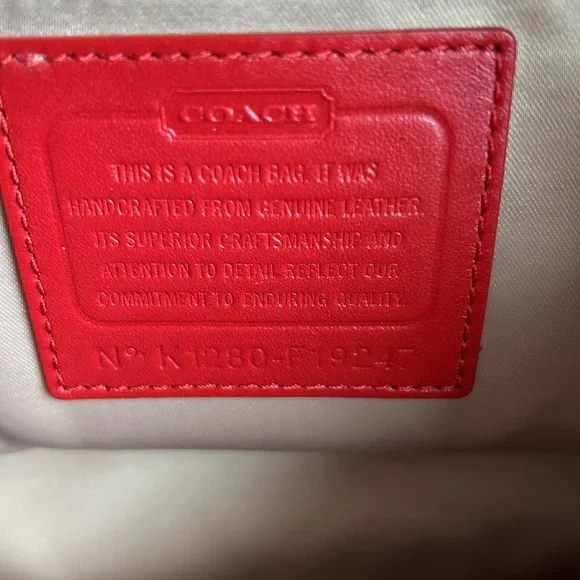 COACH
THIS IS A COACH BAG. IT WAS
HANDCRAFTED FROM GENUINE LEATHER.
ITS SUPERIOR CRAFTSMANSHIP AND
ATTENTION TO DETAIL REFLECT OUR
COMMITMENT TO ENDURING QUALITY.
Nº K1280-F19247